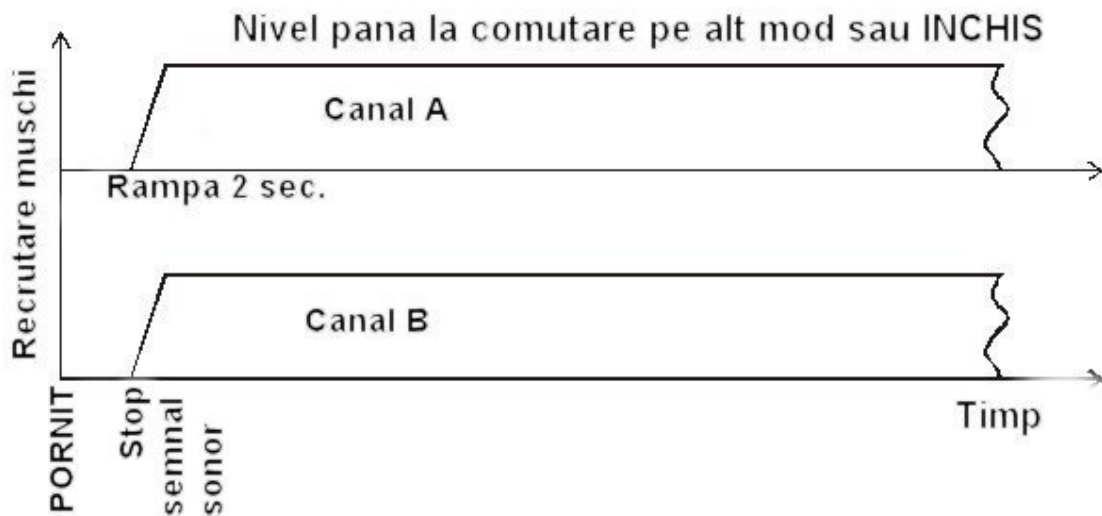 Nivel pana la comutare pe alt mod sau INCHIS
Recrutare muschi
Canal A
Rampa 2 sec.
Canal B
PORNIT
Stop
semnal
sonor
Timp